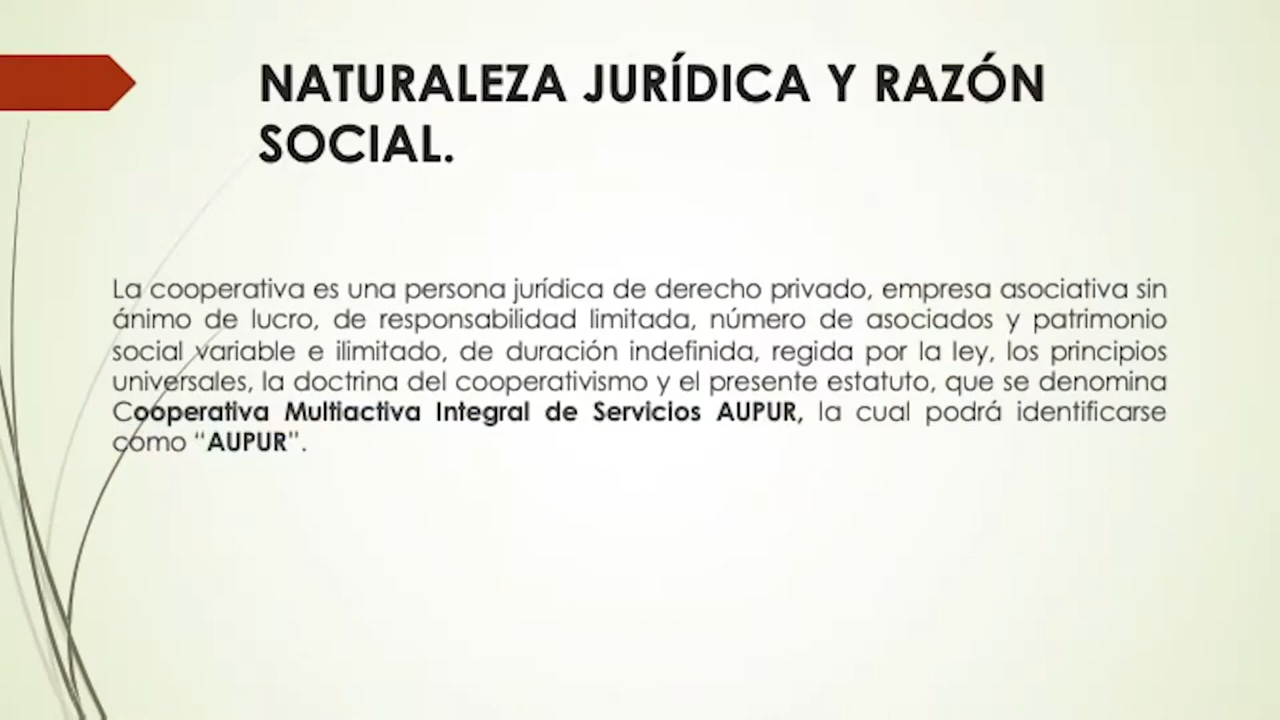 NATURALEZA JURÍDICA Y RAZÓN
SOCIAL.
La cooperativa es una persona jurídica de derecho privado, empresa asociativa sin
ánimo de lucro, de responsabilidad limitada, número de asociados y patrimonio
social variable e ilimitado, de duración indefinida, regida por la ley, los principios
universales, la doctrina del cooperativismo y el presente estatuto, que se denomina
Cooperativa Multiactiva Integral de Servicios AUPUR, la cual podrá identificarse
como “AUPUR”.